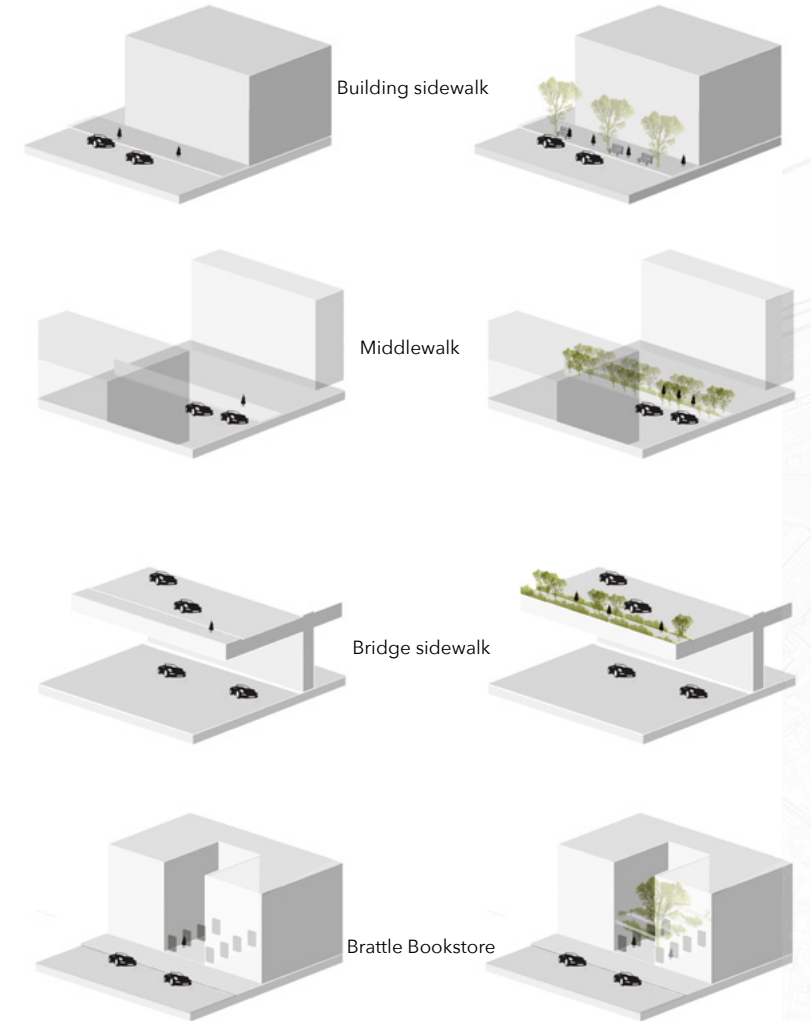 Building sidewalk
Middlewalk
Bridge sidewalk
Brattle Bookstore